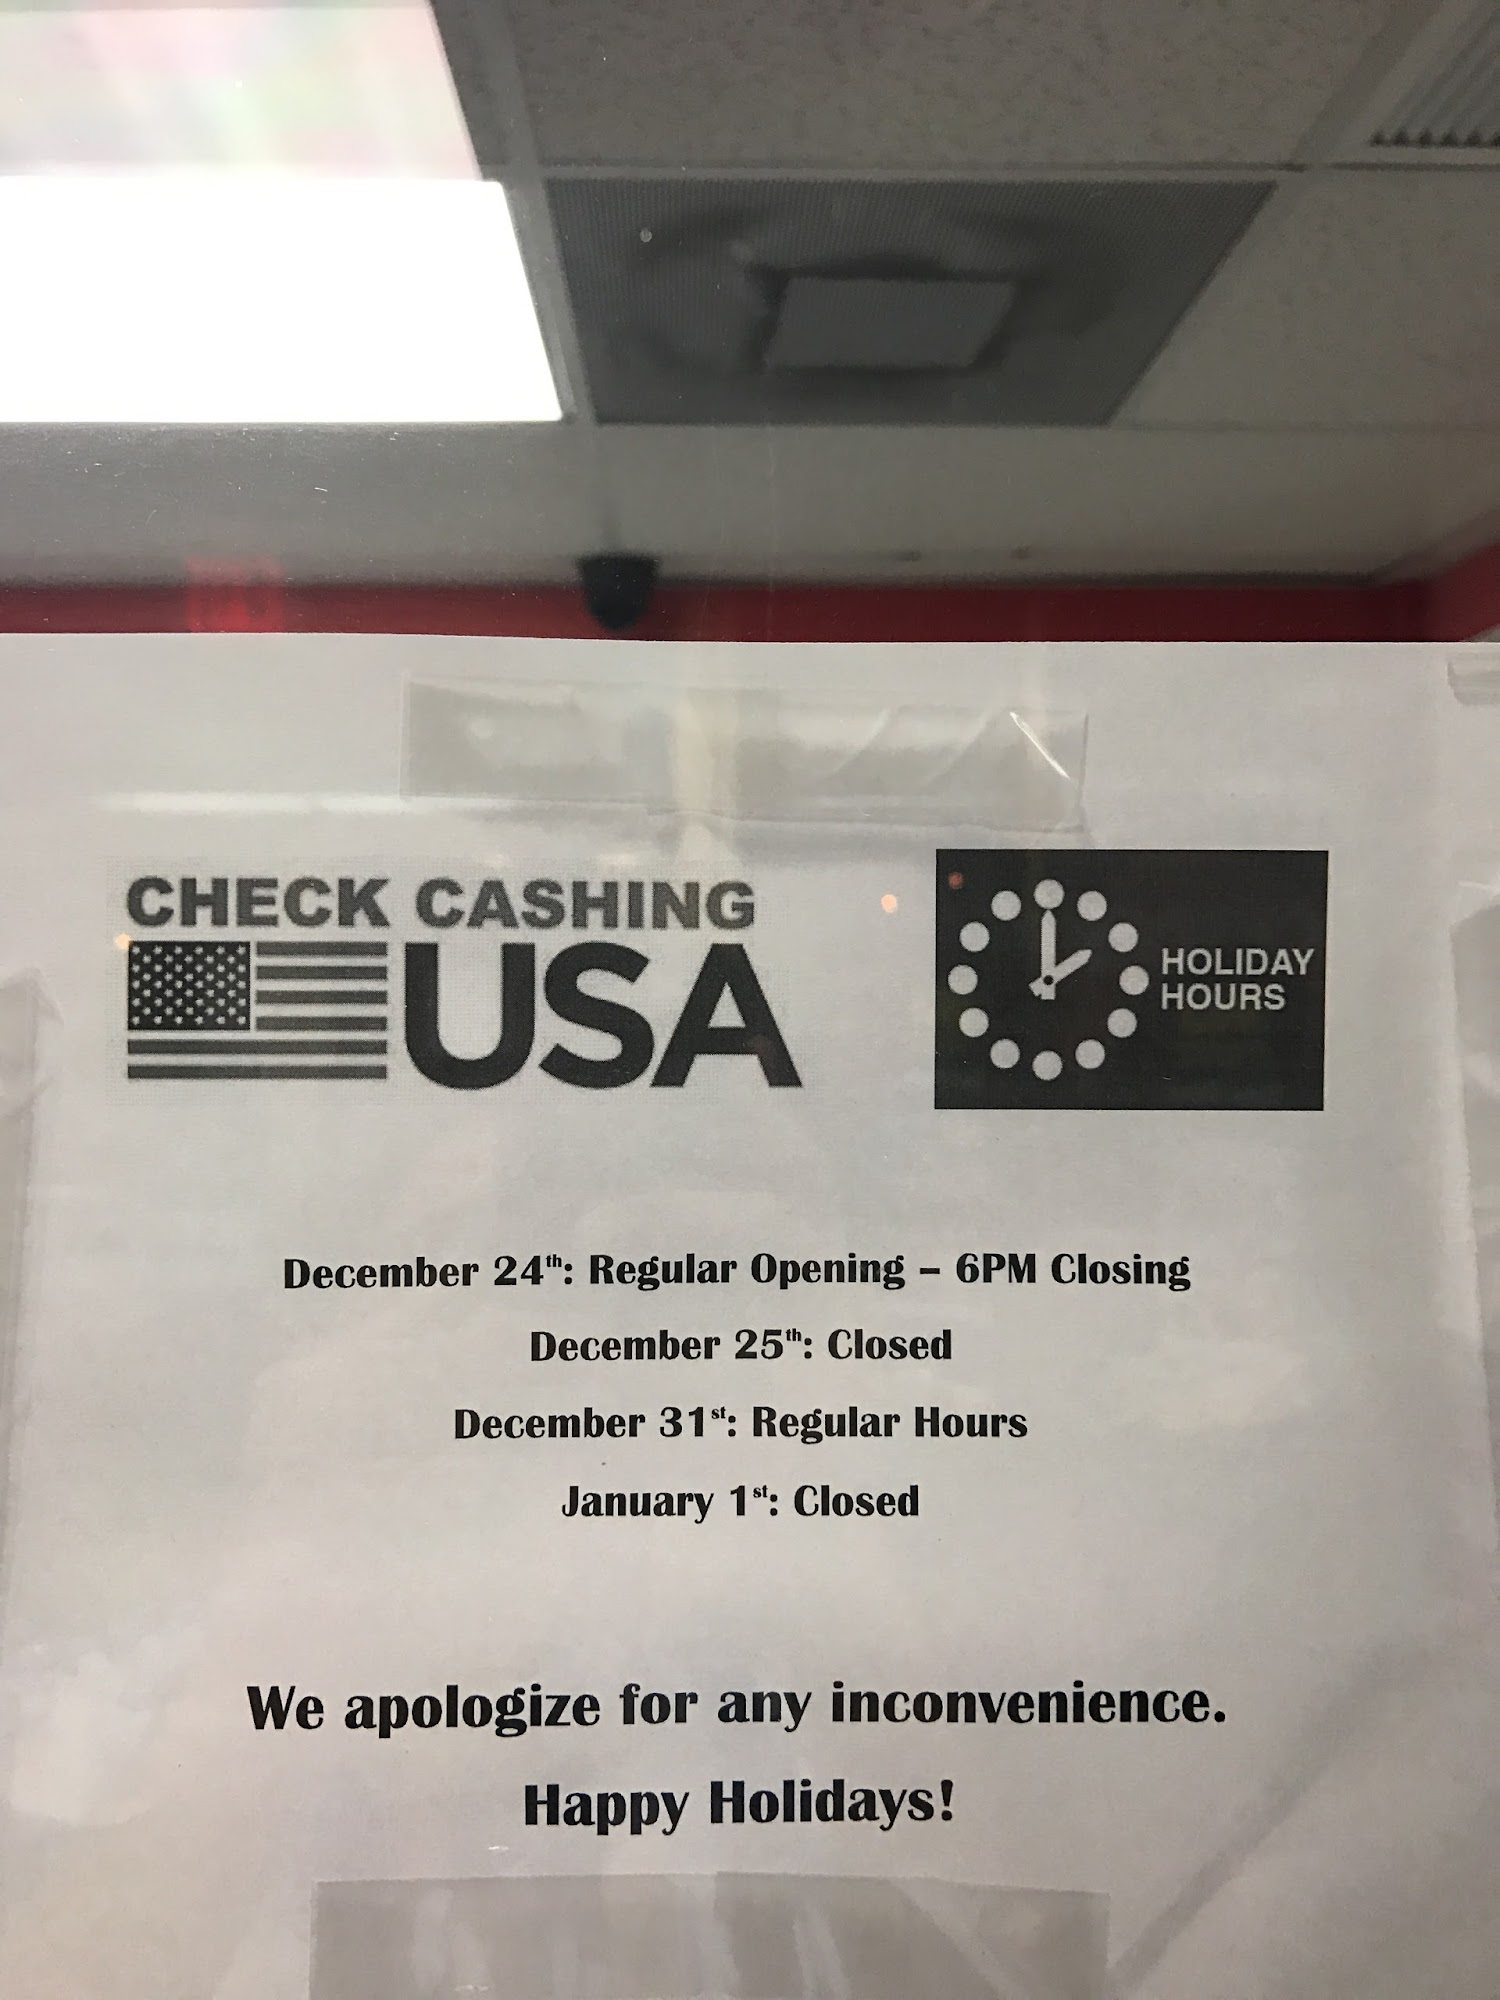 CHECK CASHING
USA
HOLIDAY
HOURS
December 24th: Regular Opening – 6PM Closing
December 25th: Closed
December 31st: Regular Hours
January 1st: Closed
We apologize for any inconvenience.
Happy Holidays!